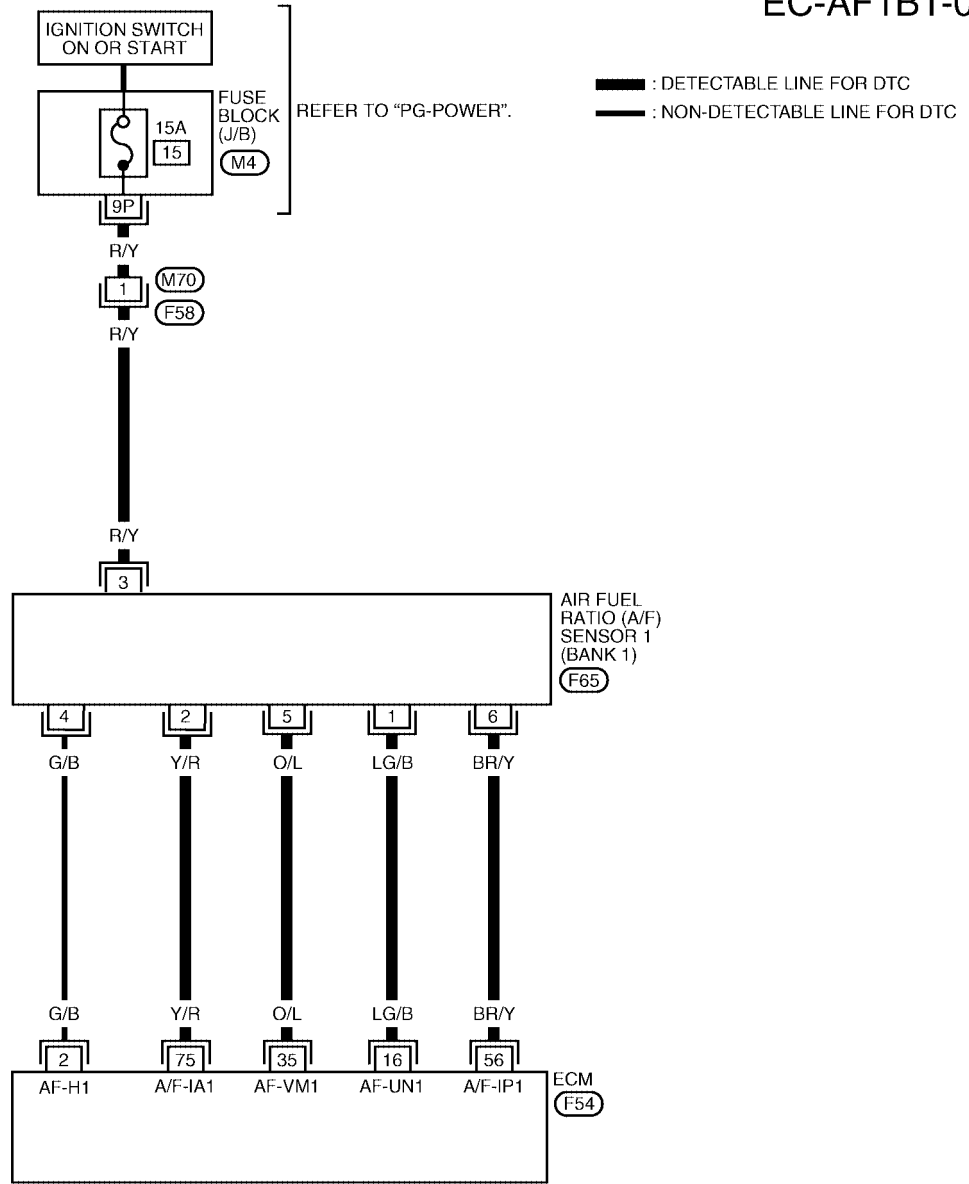 EC-AF1B1-0
IGNITION SWITCH
ON OR START
FUSE
BLOCK
(J/B)
M4
15A
15
REFER TO “PG-POWER”.
: DETECTABLE LINE FOR DTC
: NON-DETECTABLE LINE FOR DTC
9P
R/Y
1
M70
F58
R/Y
R/Y
3
AIR FUEL
RATIO (A/F)
SENSOR 1
(BANK 1)
F65
4 2 5 1 6
G/B Y/R O/L LG/B BR/Y
G/B Y/R O/L LG/B BR/Y
2 75 35 16 56
AF-H1 A/F-IA1 AF-VM1 AF-UN1 A/F-IP1
ECM
F54